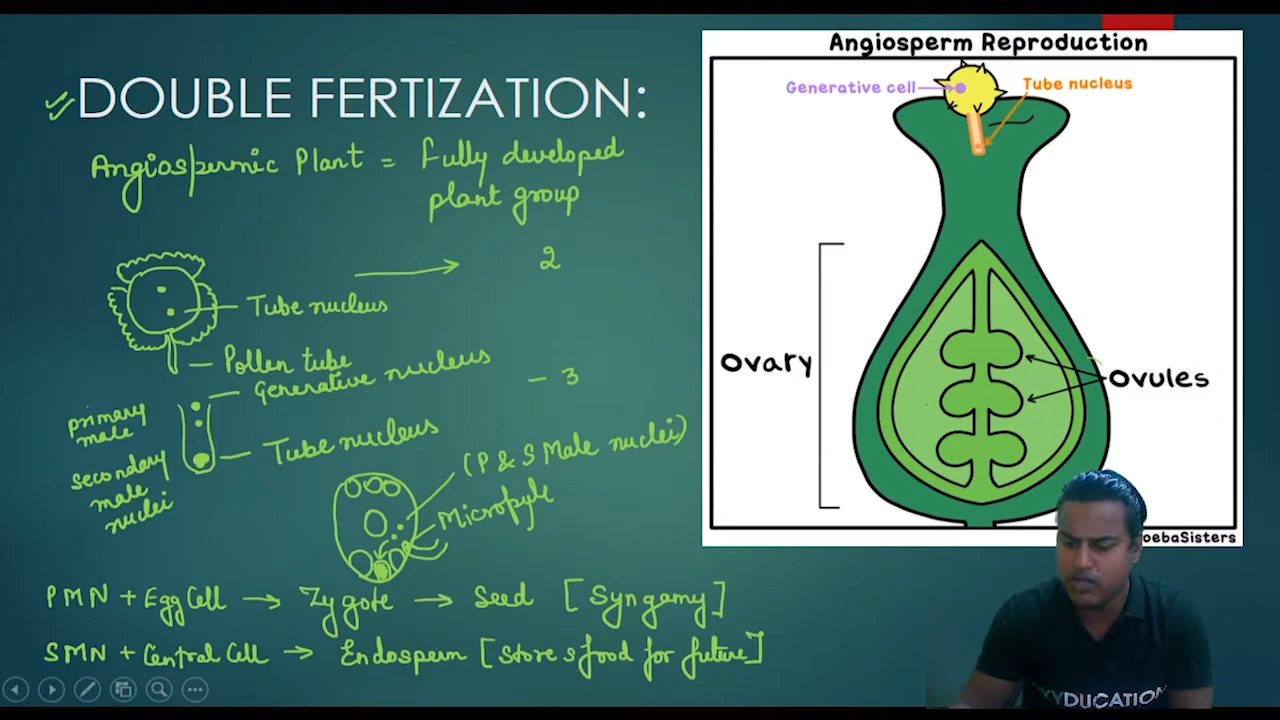 DOUBLE FERTIZATION:
Angiospermic Plant = Fully developed
plant group
2
Tube nucleus
Pollen tube
Generative nucleus
- 3
primary
male
Tube nucleus
secondary
male
nuclei
(P & S Male nuclei)
Micropyle
PMN + Egg Cell → Zygote → Seed [Syngamy]
SMN + Central Cell → Endosperm [Stores food for future]
Angiosperm Reproduction
Generative cell
Tube nucleus
Ovary
Ovules
oebaSisters
YDUCATION